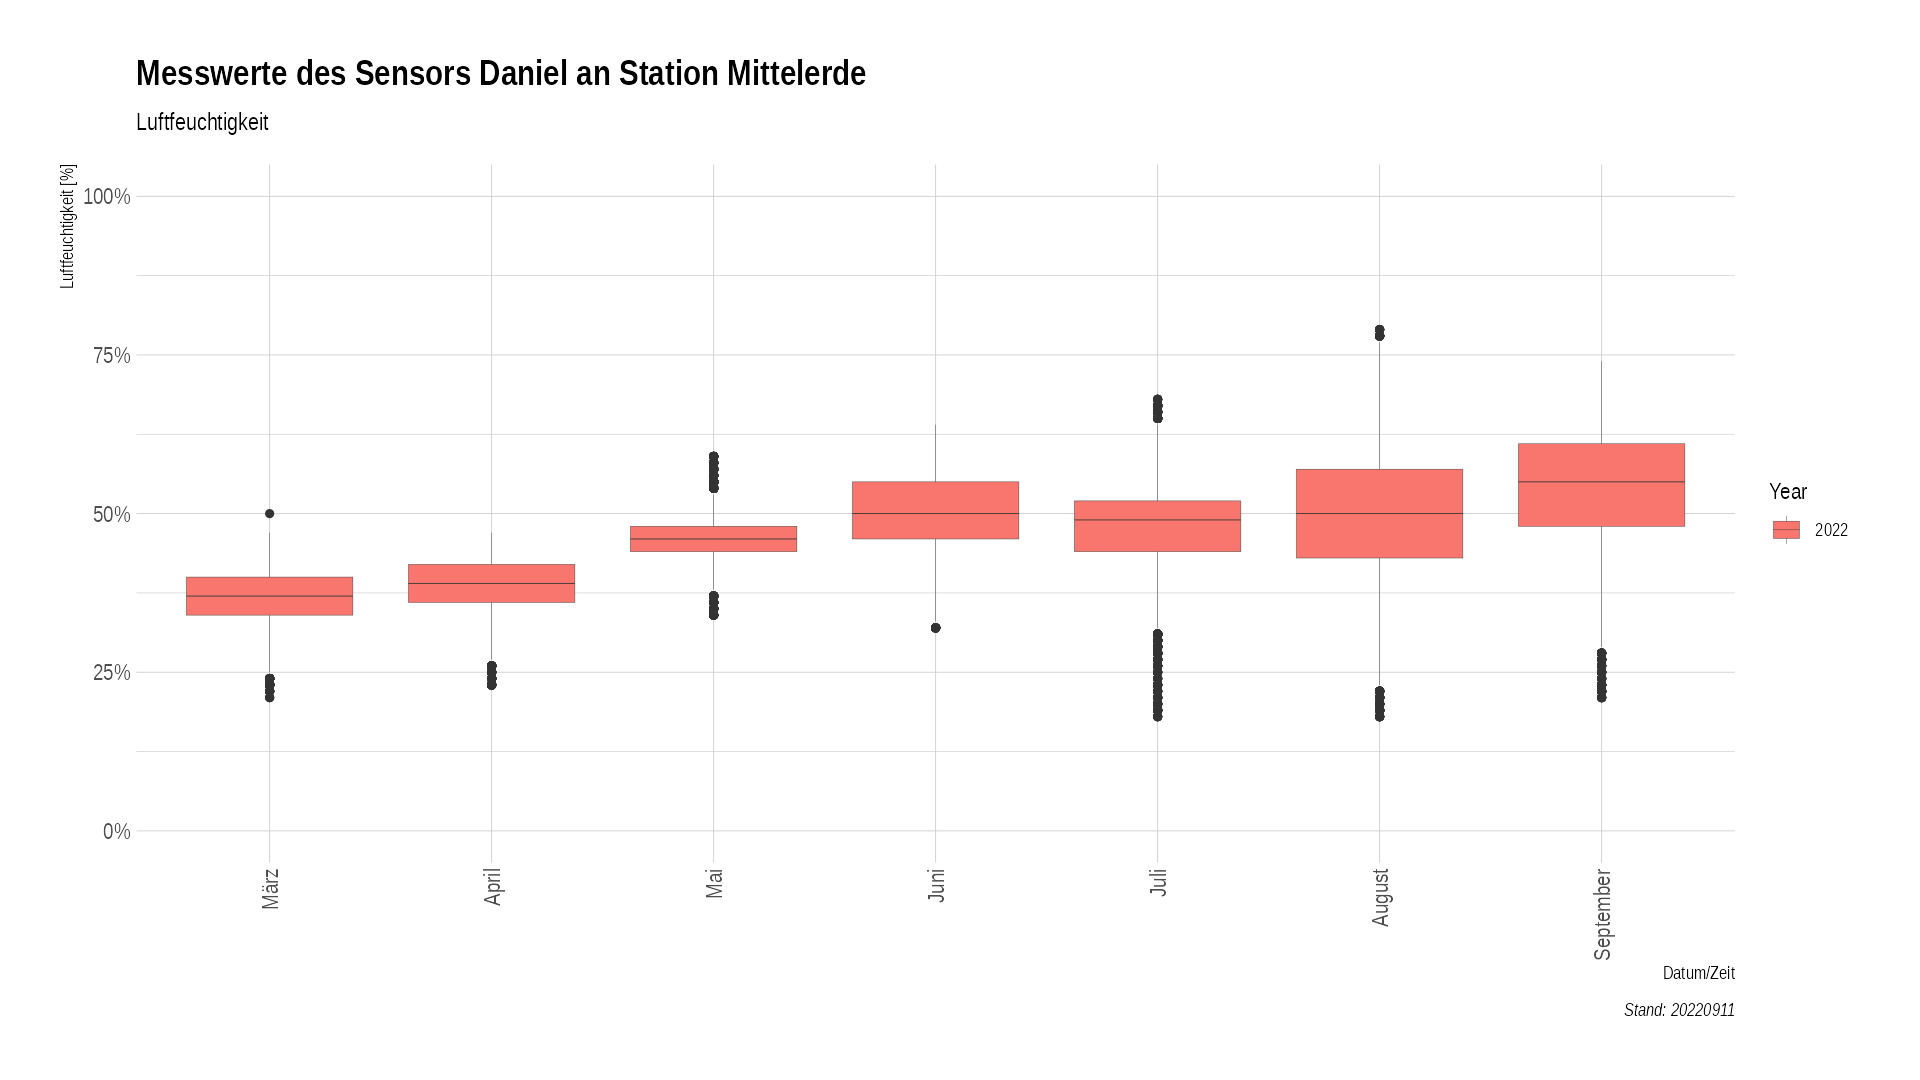 Messwerte des Sensors Daniel an Station Mittelerde
Luftfeuchtigkeit
Luftfeuchtigkeit [%]
100%
75%
50%
25%
0%
März
April
Mai
Juni
Juli
August
September
Datum/Zeit
Stand: 20220911
Year
2022